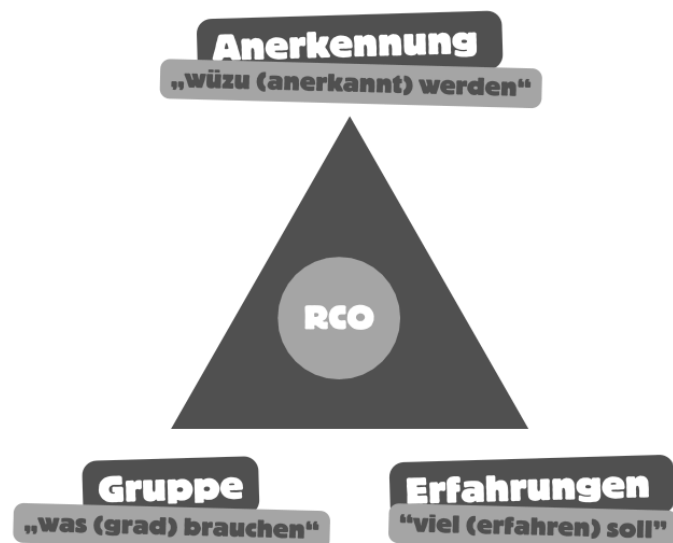 Anerkennung
„wüzu (anerkannt) werden“
RCO
Gruppe
„was (grad) brauchen“
Erfahrungen
“viel (erfahren) soll”